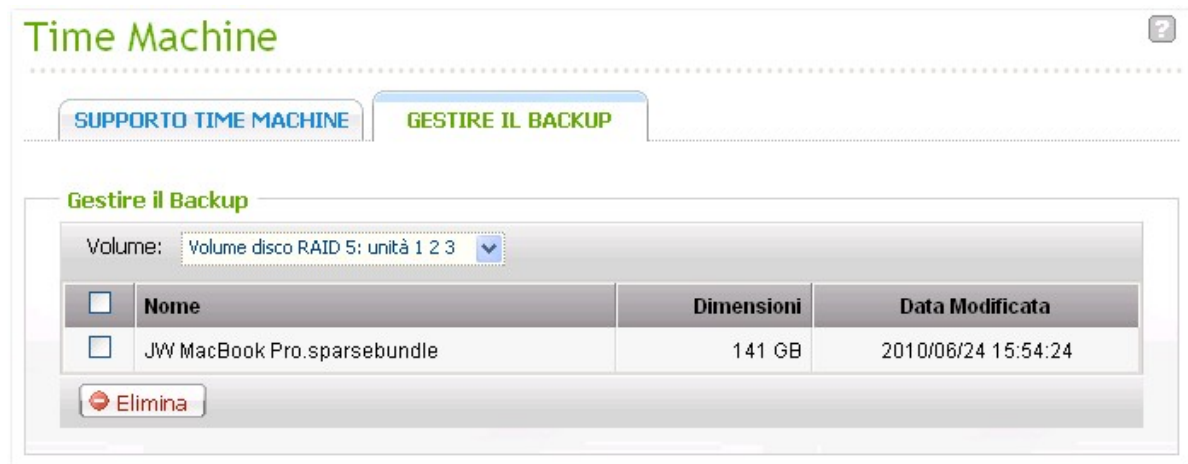 Time Machine
?
SUPPORTO TIME MACHINE GESTIRE IL BACKUP
Gestire il Backup
Volume: Volume disco RAID 5: unità 1 2 3
Nome Dimensioni Data Modificata
JW MacBook Pro.sparsebundle 141 GB 2010/06/24 15:54:24
Elimina